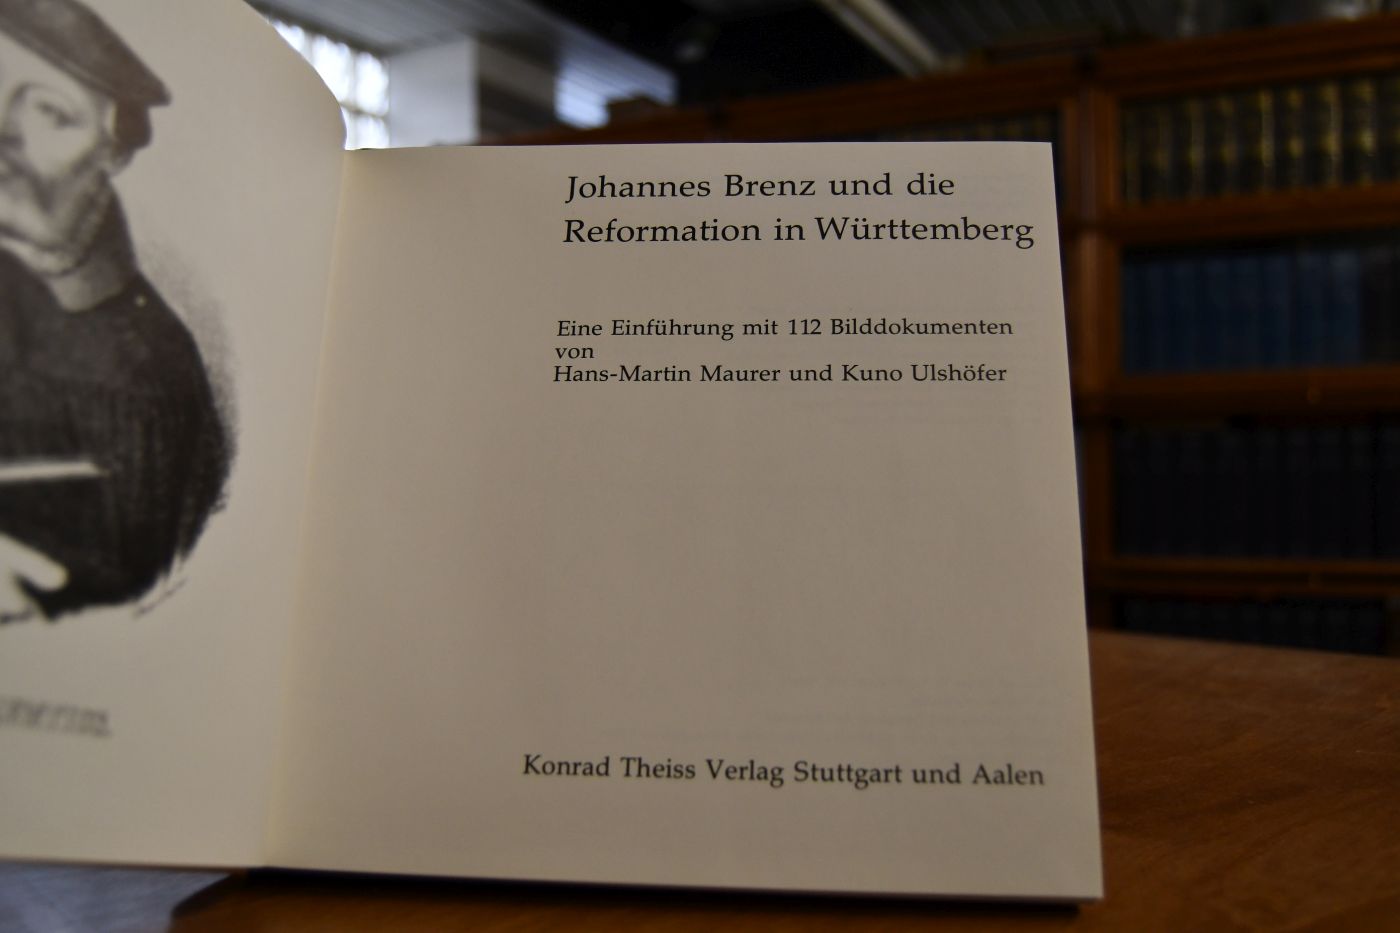 Johannes Brenz und die
Reformation in Württemberg
Eine Einführung mit 112 Bilddokumenten
von
Hans-Martin Maurer und Kuno Ulshöfer
Konrad Theiss Verlag Stuttgart und Aalen